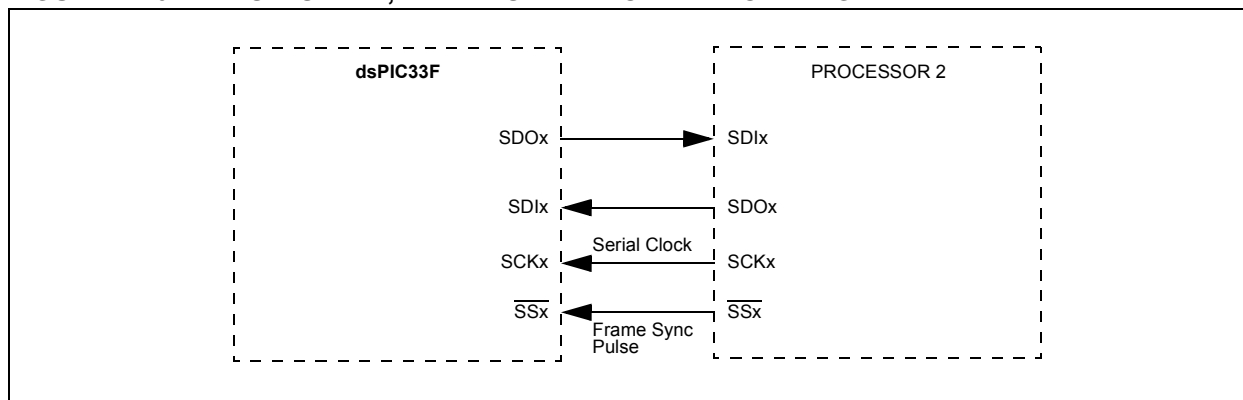 dsPIC33F PROCESSOR 2
SDOx SDIx
SDIx SDOx
Serial Clock
SCKx SCKx
SSx SSx
Frame Sync
Pulse